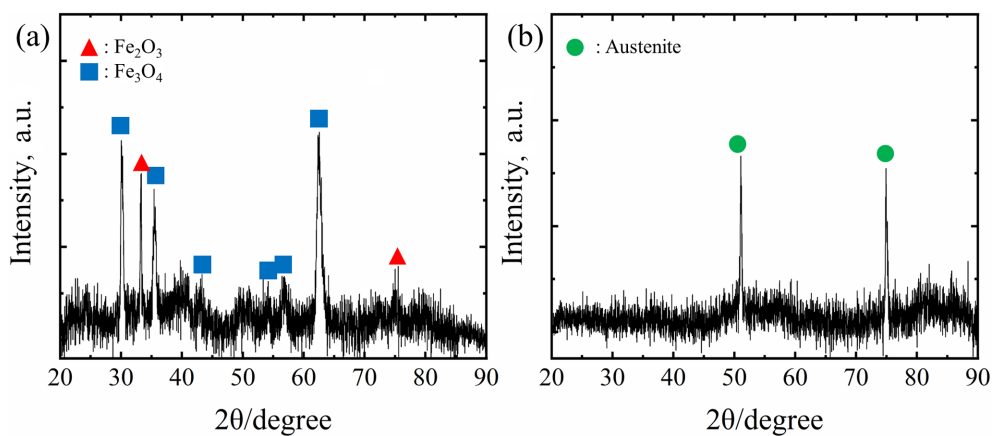 (a)
: Fe₂O₃
: Fe₃O₄
Intensity, a.u.
20 30 40 50 60 70 80 90
2θ/degree
(b)
: Austenite
Intensity, a.u.
20 30 40 50 60 70 80 90
2θ/degree